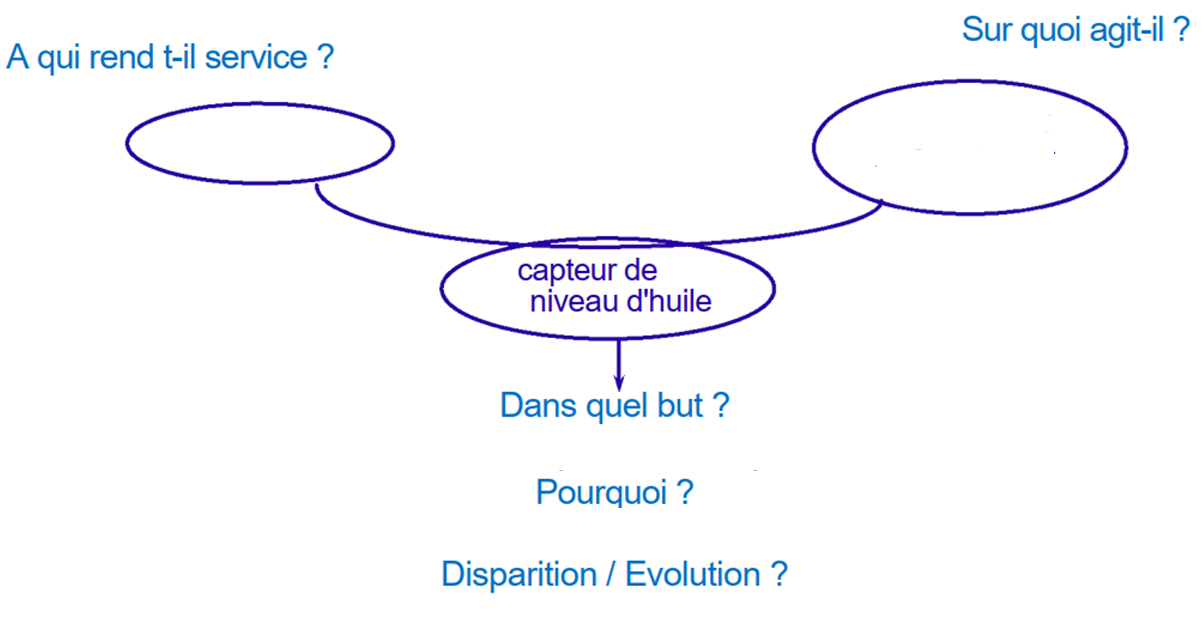 Sur quoi agit-il ?
A qui rend t-il service ?
capteur de
niveau d'huile
Dans quel but ?
Pourquoi ?
Disparition / Evolution ?